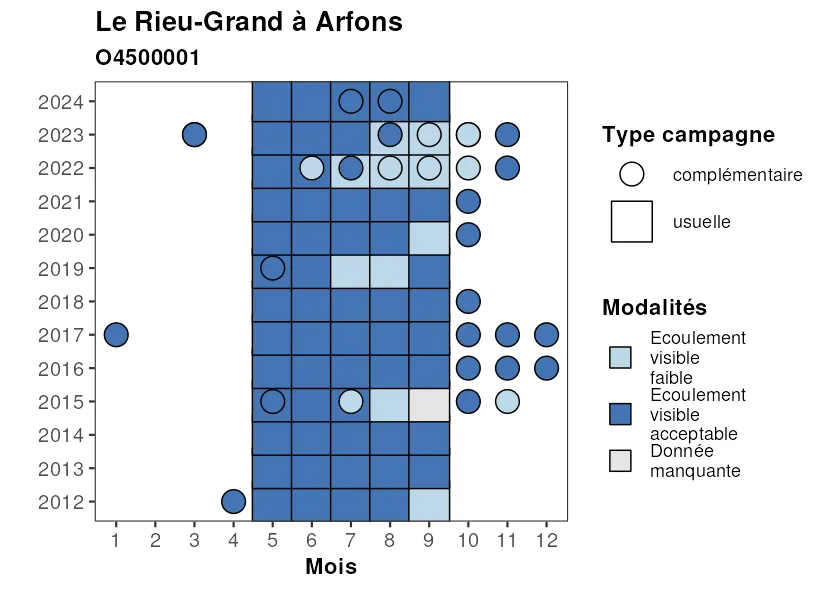 Le Rieu-Grand à Arfons
O4500001
2024
2023
2022
2021
2020
2019
2018
2017
2016
2015
2014
2013
2012
1 2 3 4 5 6 7 8 9 10 11 12
Mois
Type campagne
complémentaire
usuelle
Modalités
Ecoulement
visible
faible
Ecoulement
visible
acceptable
Donnée
manquante